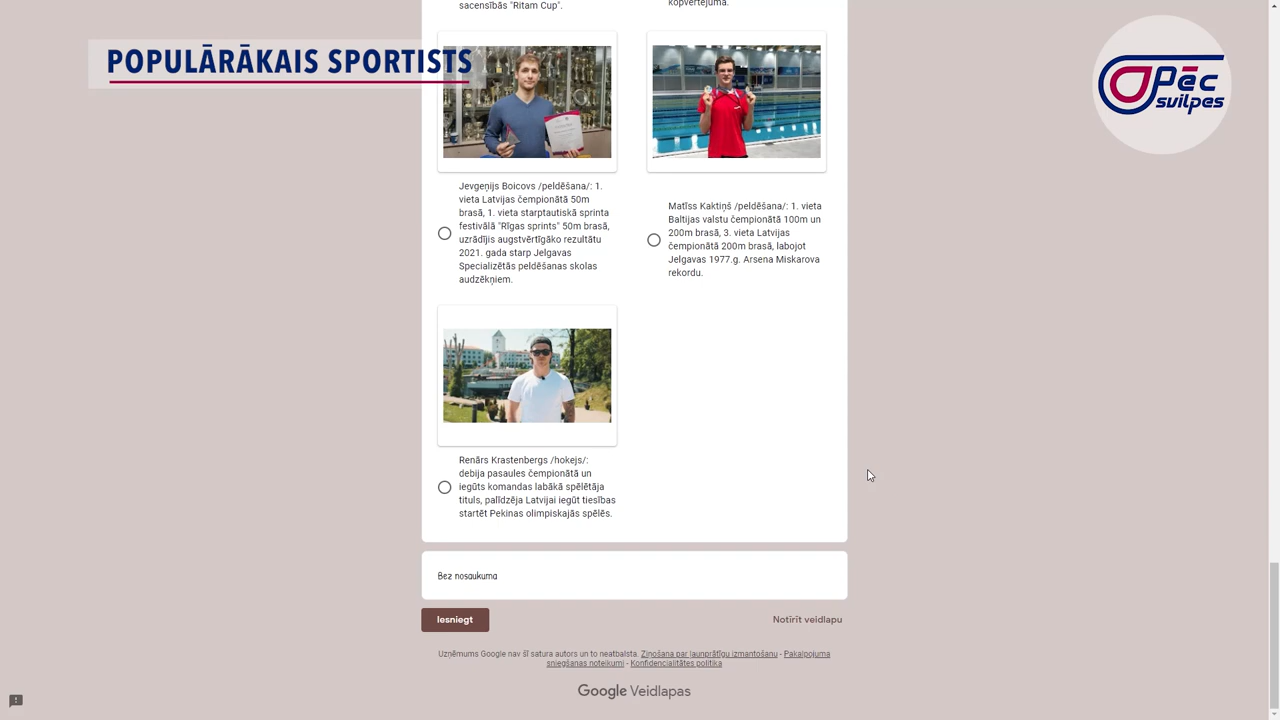 sacensībās "Ritam Cup".
kopvērtējumā.
POPULĀRĀKAIS SPORTISTS
Pēc
svilpes
Jevgeņijs Boicovs /peldēšana/: 1.
vieta Latvijas čempionātā 50m
brasā, 1. vieta starptautiskā sprinta
festivālā "Rīgas sprints" 50m brasā,
uzrādījis augstvērtīgāko rezultātu
2021. gada starp Jelgavas
Specializētās peldēšanas skolas
audzēkņiem.
Matīss Kaktiņš /peldēšana/: 1. vieta
Baltijas valstu čempionātā 100m un
200m brasā, 3. vieta Latvijas
čempionātā 200m brasā, labojot
Jelgavas 1977.g. Arsena Miskarova
rekordu.
Renārs Krastenbergs /hokejs/:
debija pasaules čempionātā un
iegūts komandas labākā spēlētāja
tituls, palīdzēja Latvijai iegūt tiesības
startēt Pekinas olimpiskajās spēlēs.
Bez nosaukuma
Iesniegt
Notīrīt veidlapu
Uzņēmums Google nav šī satura autors un to neatbalsta. Ziņošana par ļaunprātīgu izmantošanu - Pakalpojuma
sniegšanas noteikumi - Konfidencialitātes politika
Google Veidlapas